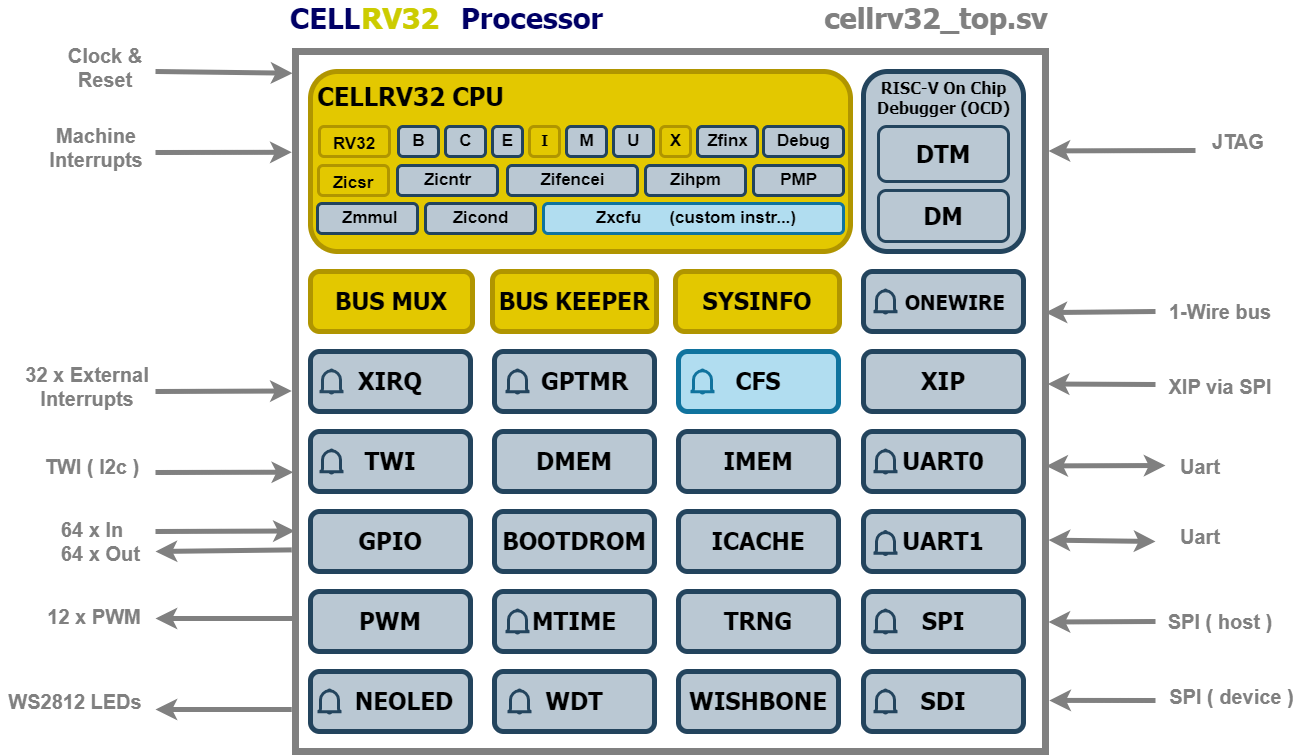 CELLRV32 Processor
cellrv32_top.sv
Clock &
Reset
Machine
Interrupts
CELLRV32 CPU
RV32 B C E I M U X Zfinx Debug
Zicsr Zicntr Zifencei Zihpm PMP
Zmmul Zicond Zxcfu (custom instr...)
RISC-V On Chip
Debugger (OCD)
DTM
DM
JTAG
BUS MUX BUS KEEPER SYSINFO ONEWIRE
1-Wire bus
32 x External
Interrupts
XIRQ GPTMR CFS XIP
XIP via SPI
TWI ( I2c )
TWI DMEM IMEM UART0
Uart
64 x In
64 x Out
GPIO BOOTDROM ICACHE UART1
Uart
12 x PWM
PWM MTIME TRNG SPI
SPI ( host )
WS2812 LEDs
NEOLED WDT WISHBONE SDI
SPI ( device )